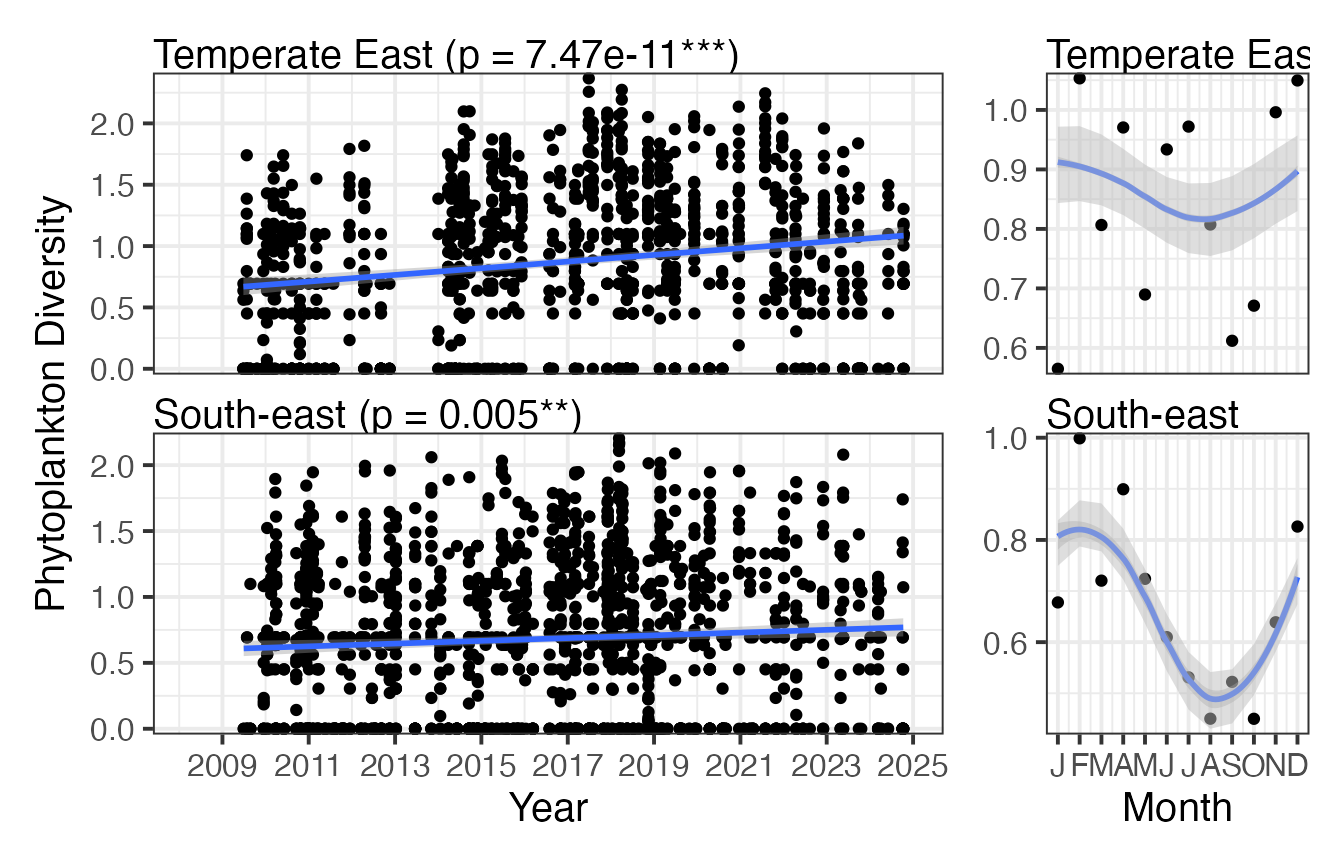 Temperate East (p = 7.47e-11***)
Temperate Eas
Phytoplankton Diversity
2.0
1.5
1.0
0.5
0.0
1.0
0.9
0.8
0.7
0.6
South-east (p = 0.005**)
South-east
2.0
1.5
1.0
0.5
0.0
1.0
0.8
0.6
2009 2011 2013 2015 2017 2019 2021 2023 2025
J F M A M J J A S O N D
Year
Month